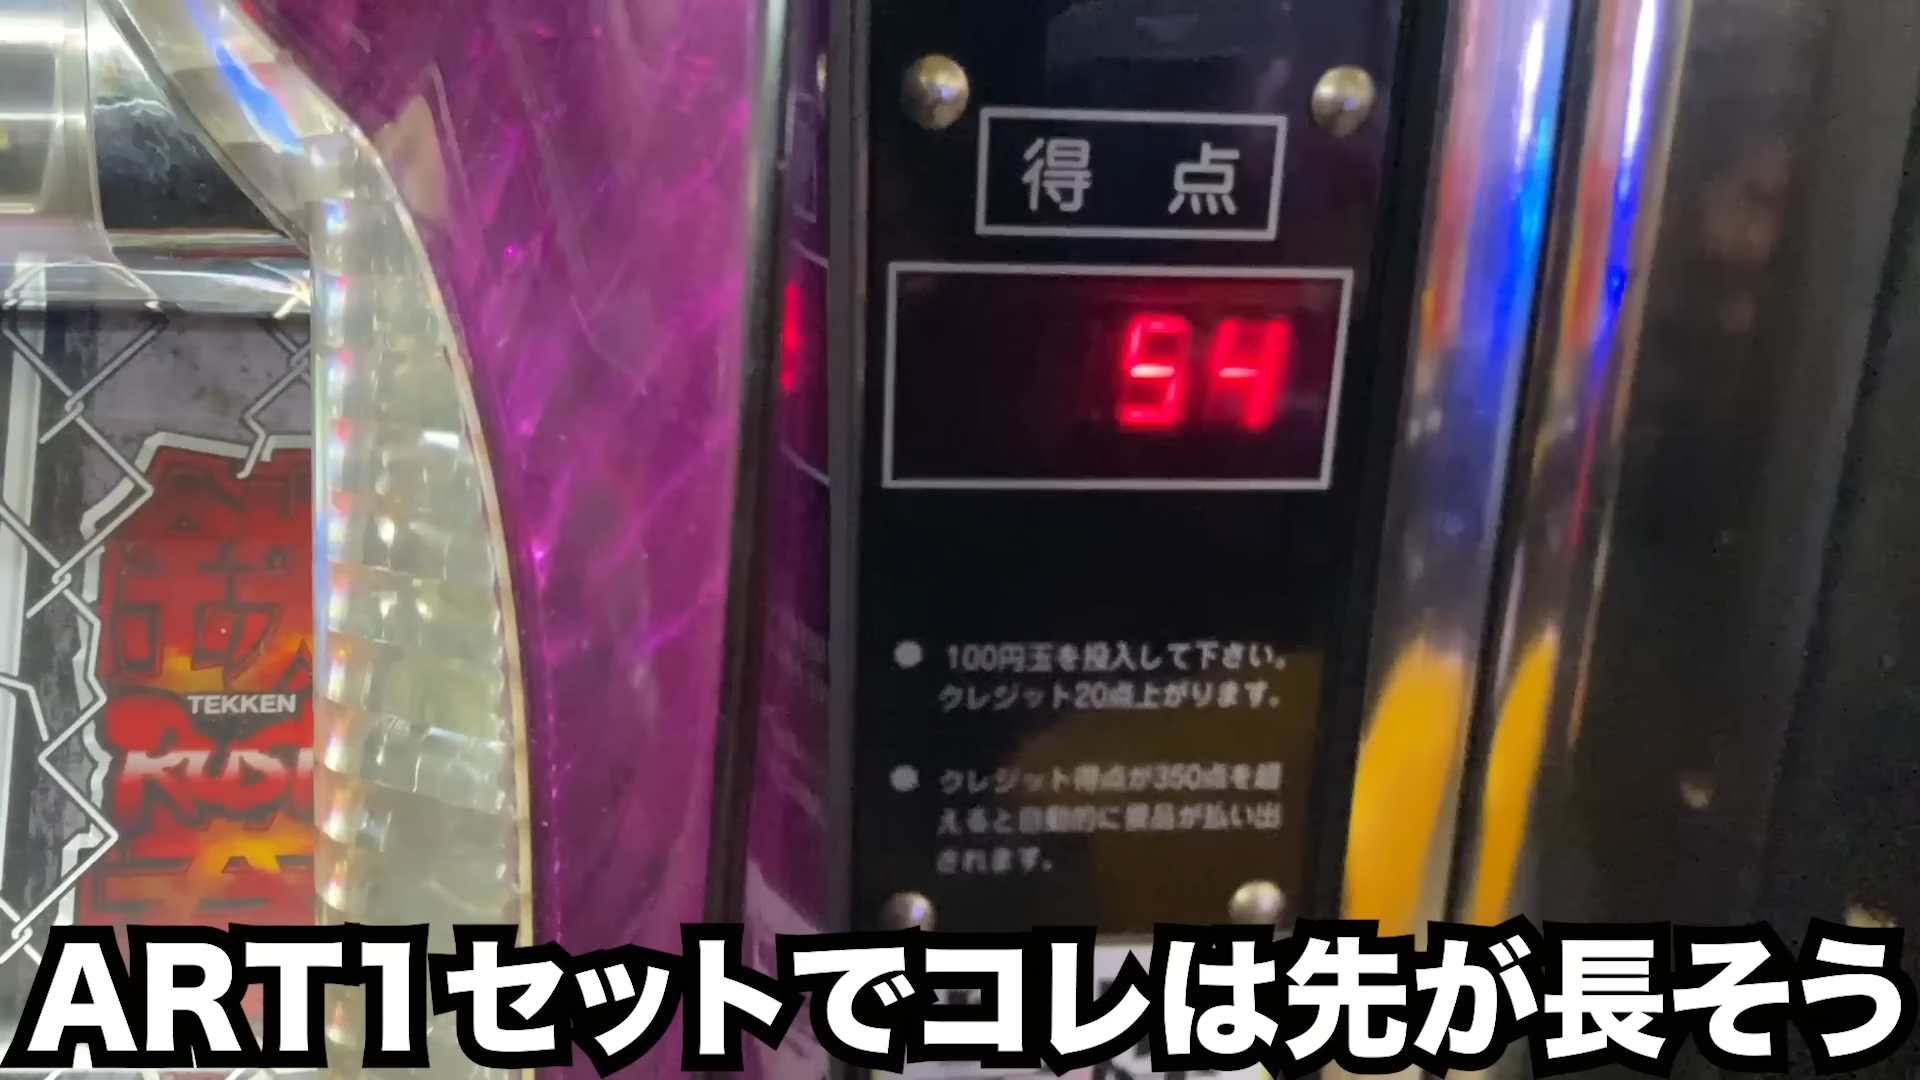 得 点
94
100円玉を投入して下さい。
クレジット20点上がります。
クレジット得点が350点を超
えると自動的に景品が払い出
されます。
鉄拳
TEKKEN
RUSH
ART1セットでコレは先が長そう